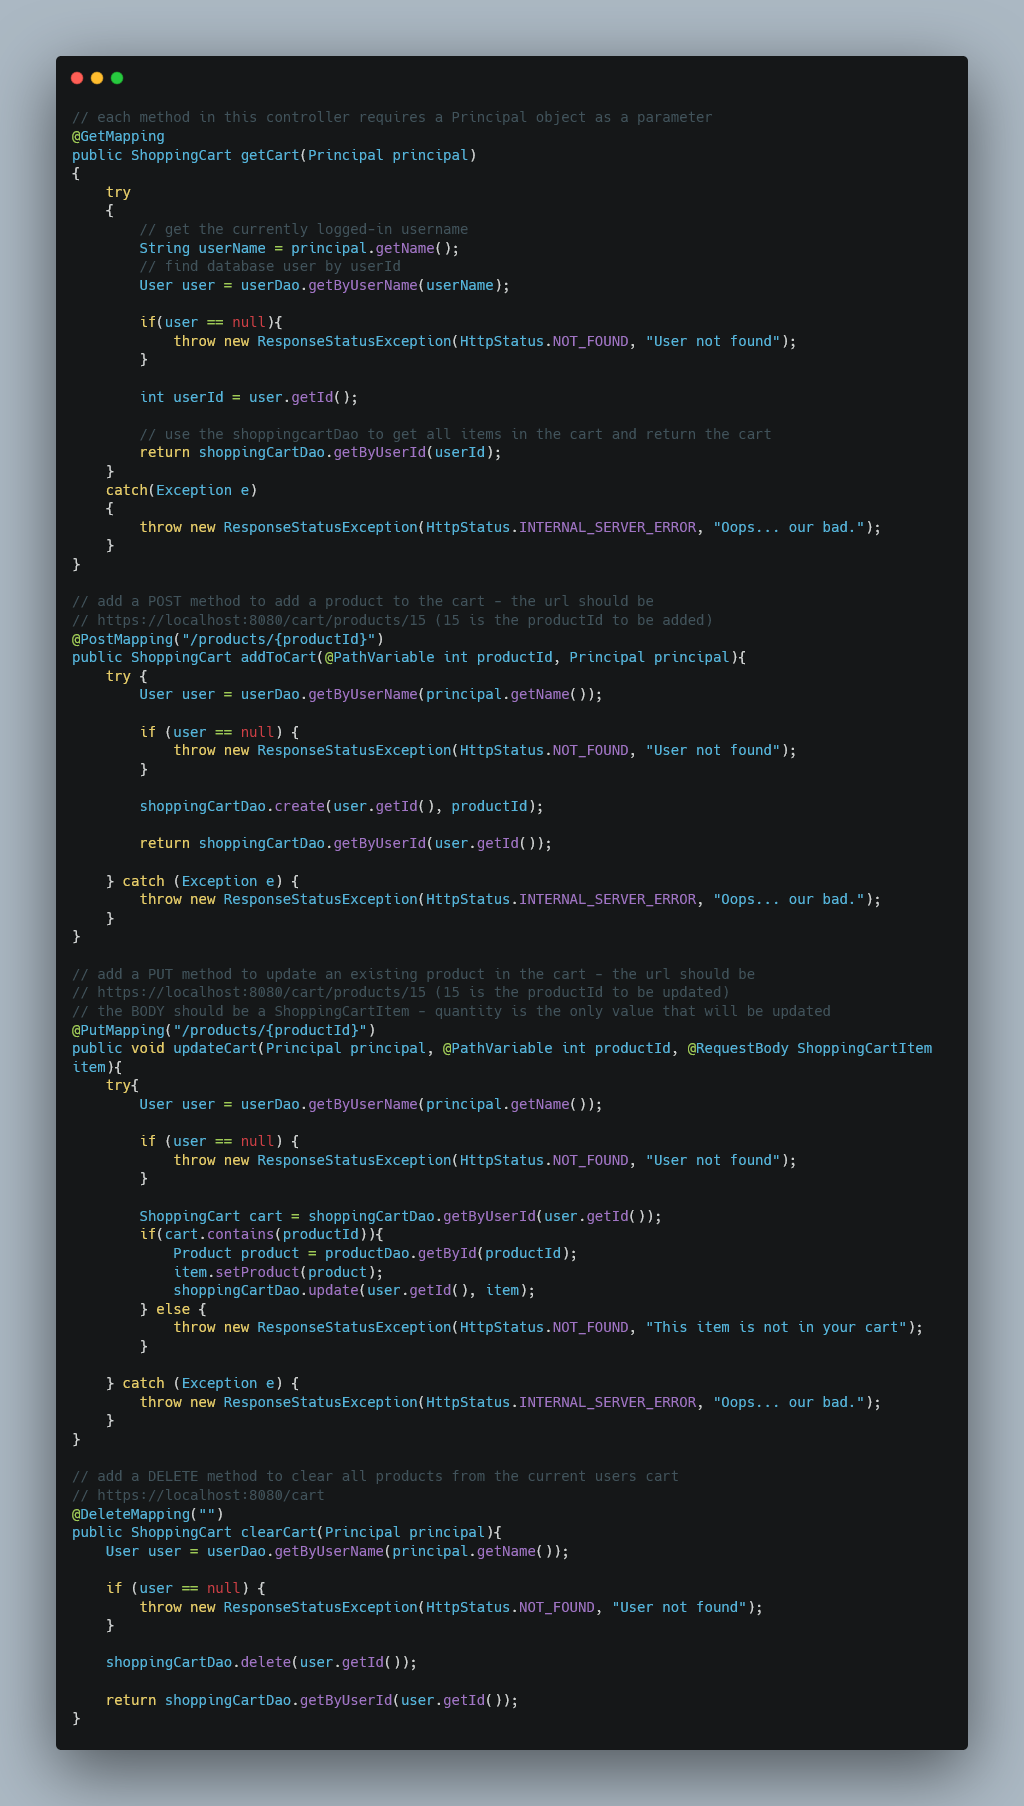 // each method in this controller requires a Principal object as a parameter
@GetMapping
public ShoppingCart getCart(Principal principal)
{
    try
    {
        // get the currently logged-in username
        String userName = principal.getName();
        // find database user by userId
        User user = userDao.getByUserName(userName);

        if(user == null){
            throw new ResponseStatusException(HttpStatus.NOT_FOUND, "User not found");
        }

        int userId = user.getId();

        // use the shoppingcartDao to get all items in the cart and return the cart
        return shoppingCartDao.getByUserId(userId);
    }
    catch(Exception e)
    {
        throw new ResponseStatusException(HttpStatus.INTERNAL_SERVER_ERROR, "Oops... our bad.");
    }
}

// add a POST method to add a product to the cart - the url should be
// https://localhost:8080/cart/products/15 (15 is the productId to be added)
@PostMapping("/products/{productId}")
public ShoppingCart addToCart(@PathVariable int productId, Principal principal){
    try {
        User user = userDao.getByUserName(principal.getName());

        if (user == null) {
            throw new ResponseStatusException(HttpStatus.NOT_FOUND, "User not found");
        }

        shoppingCartDao.create(user.getId(), productId);

        return shoppingCartDao.getByUserId(user.getId());

    } catch (Exception e) {
        throw new ResponseStatusException(HttpStatus.INTERNAL_SERVER_ERROR, "Oops... our bad.");
    }
}

// add a PUT method to update an existing product in the cart - the url should be
// https://localhost:8080/cart/products/15 (15 is the productId to be updated)
// the BODY should be a ShoppingCartItem - quantity is the only value that will be updated
@PutMapping("/products/{productId}")
public void updateCart(Principal principal, @PathVariable int productId, @RequestBody ShoppingCartItem
item){
    try{
        User user = userDao.getByUserName(principal.getName());

        if (user == null) {
            throw new ResponseStatusException(HttpStatus.NOT_FOUND, "User not found");
        }

        ShoppingCart cart = shoppingCartDao.getByUserId(user.getId());
        if(cart.contains(productId)){
            Product product = productDao.getById(productId);
            item.setProduct(product);
            shoppingCartDao.update(user.getId(), item);
        } else {
            throw new ResponseStatusException(HttpStatus.NOT_FOUND, "This item is not in your cart");
        }

    } catch (Exception e) {
        throw new ResponseStatusException(HttpStatus.INTERNAL_SERVER_ERROR, "Oops... our bad.");
    }
}

// add a DELETE method to clear all products from the current users cart
// https://localhost:8080/cart
@DeleteMapping("")
public ShoppingCart clearCart(Principal principal){
    User user = userDao.getByUserName(principal.getName());

    if (user == null) {
        throw new ResponseStatusException(HttpStatus.NOT_FOUND, "User not found");
    }

    shoppingCartDao.delete(user.getId());

    return shoppingCartDao.getByUserId(user.getId());
}